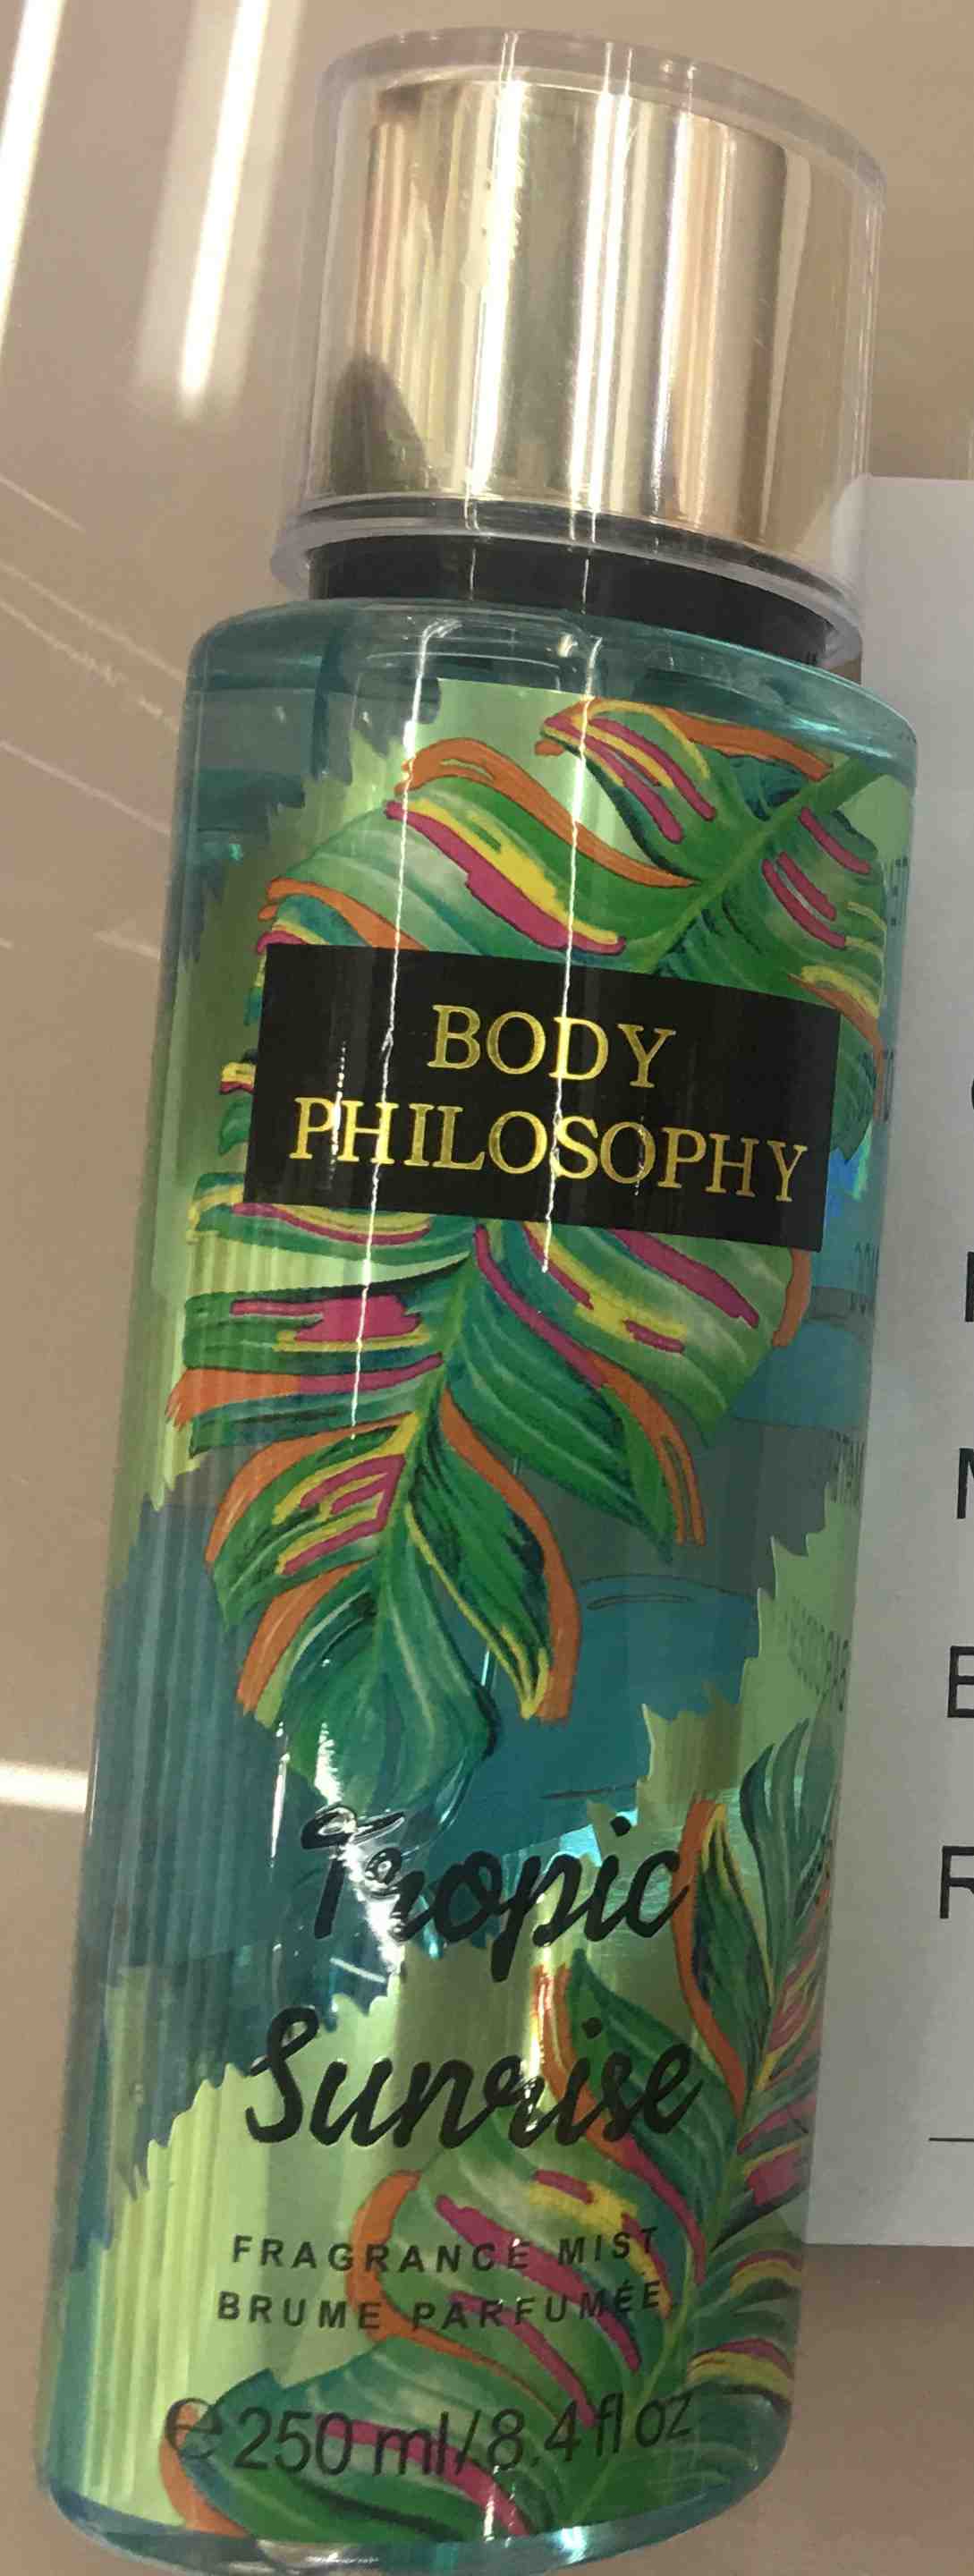 BODY
PHILOSOPHY
Tropic
Sunrise
FRAGRANCE MIST
BRUME PARFUMÉE
e 250 ml/8.4 fl oz